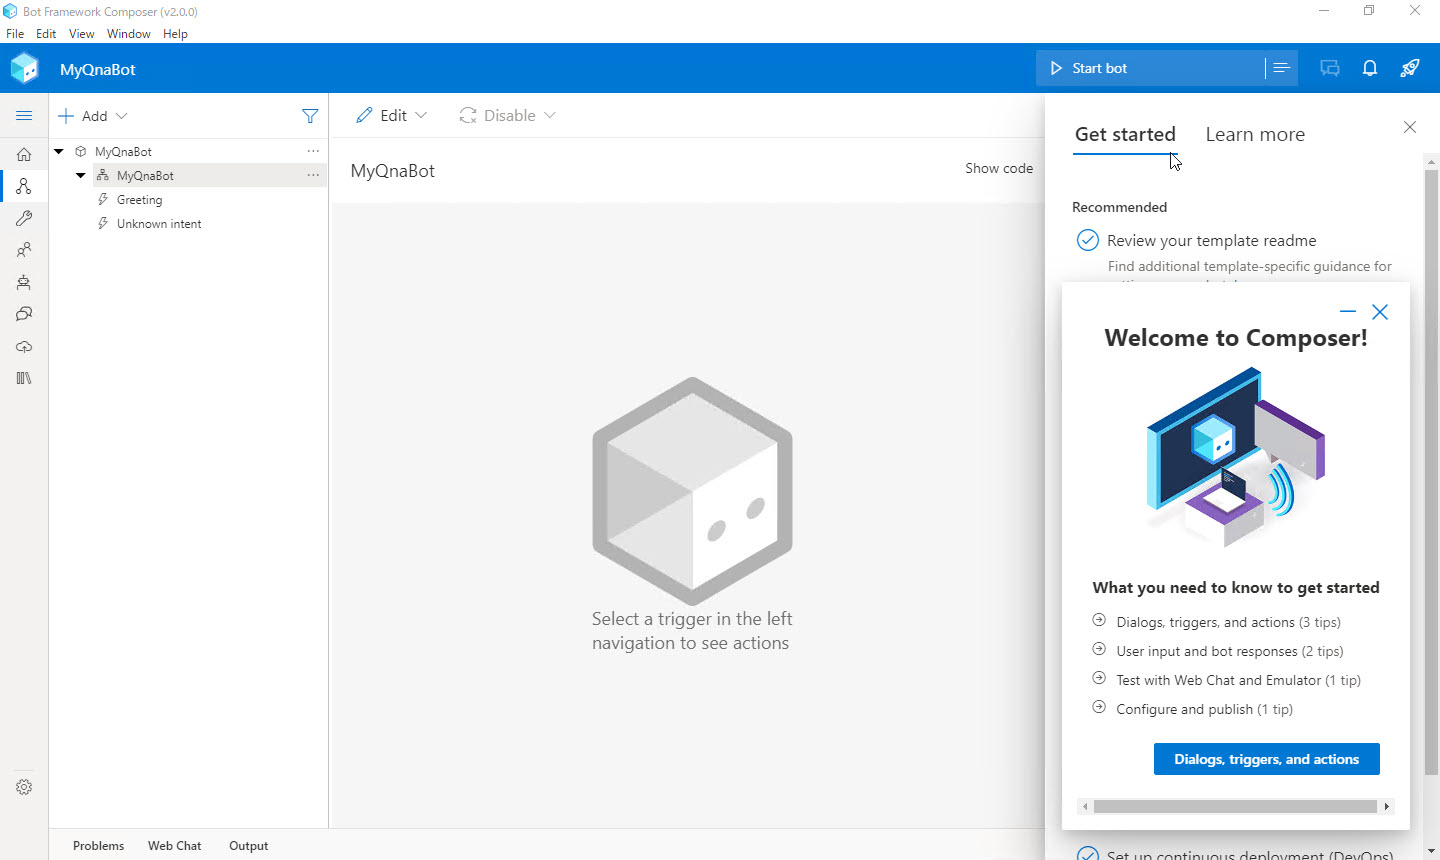 Bot Framework Composer (v2.0.0)
File Edit View Window Help
MyQnaBot
Start bot
Add
Edit
Disable
MyQnaBot
MyQnaBot
Greeting
Unknown intent
MyQnaBot
Show code
Select a trigger in the left
navigation to see actions
Get started
Learn more
Recommended
Review your template readme
Find additional template-specific guidance for
Welcome to Composer!
What you need to know to get started
Dialogs, triggers, and actions (3 tips)
User input and bot responses (2 tips)
Test with Web Chat and Emulator (1 tip)
Configure and publish (1 tip)
Dialogs, triggers, and actions
Set up continuous deployment (DevOps)
Problems
Web Chat
Output